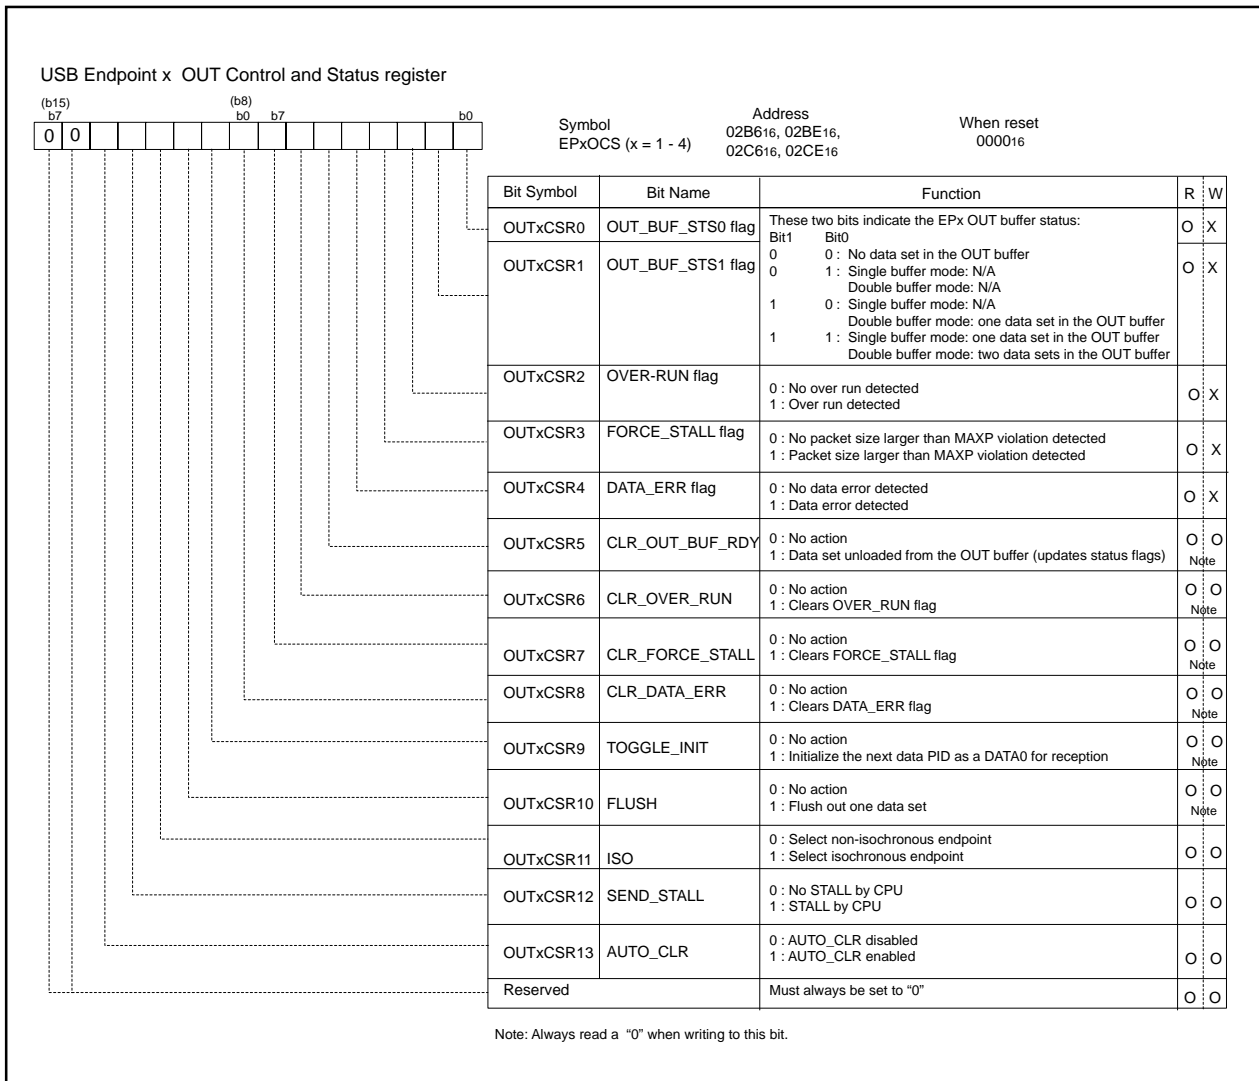 USB Endpoint x OUT Control and Status register
(b15) (b8)
b7 b0 b7 b0
0 0
Symbol Address When reset
EPxOCS (x = 1 - 4) 02B616, 02BE16, 000016
02C616, 02CE16
Bit Symbol Bit Name Function R W
OUTxCSR0 OUT_BUF_STS0 flag These two bits indicate the EPx OUT buffer status: O X
Bit1 Bit0
0 0 : No data set in the OUT buffer
OUTxCSR1 OUT_BUF_STS1 flag 0 1 : Single buffer mode: N/A O X
Double buffer mode: N/A
1 0 : Single buffer mode: N/A
Double buffer mode: one data set in the OUT buffer
1 1 : Single buffer mode: one data set in the OUT buffer
Double buffer mode: two data sets in the OUT buffer
OUTxCSR2 OVER-RUN flag
0 : No over run detected O X
1 : Over run detected
OUTxCSR3 FORCE_STALL flag 0 : No packet size larger than MAXP violation detected
1 : Packet size larger than MAXP violation detected O X
OUTxCSR4 DATA_ERR flag 0 : No data error detected O X
1 : Data error detected
OUTxCSR5 CLR_OUT_BUF_RDY 0 : No action O O
1 : Data set unloaded from the OUT buffer (updates status flags) Note
OUTxCSR6 CLR_OVER_RUN 0 : No action O O
1 : Clears OVER_RUN flag Note
OUTxCSR7 CLR_FORCE_STALL 0 : No action O O
1 : Clears FORCE_STALL flag Note
OUTxCSR8 CLR_DATA_ERR 0 : No action O O
1 : Clears DATA_ERR flag Note
OUTxCSR9 TOGGLE_INIT 0 : No action O O
1 : Initialize the next data PID as a DATA0 for reception Note
OUTxCSR10 FLUSH 0 : No action O O
1 : Flush out one data set Note
OUTxCSR11 ISO 0 : Select non-isochronous endpoint O O
1 : Select isochronous endpoint
OUTxCSR12 SEND_STALL 0 : No STALL by CPU O O
1 : STALL by CPU
OUTxCSR13 AUTO_CLR 0 : AUTO_CLR disabled O O
1 : AUTO_CLR enabled
Reserved Must always be set to “0” O O
Note: Always read a “0” when writing to this bit.